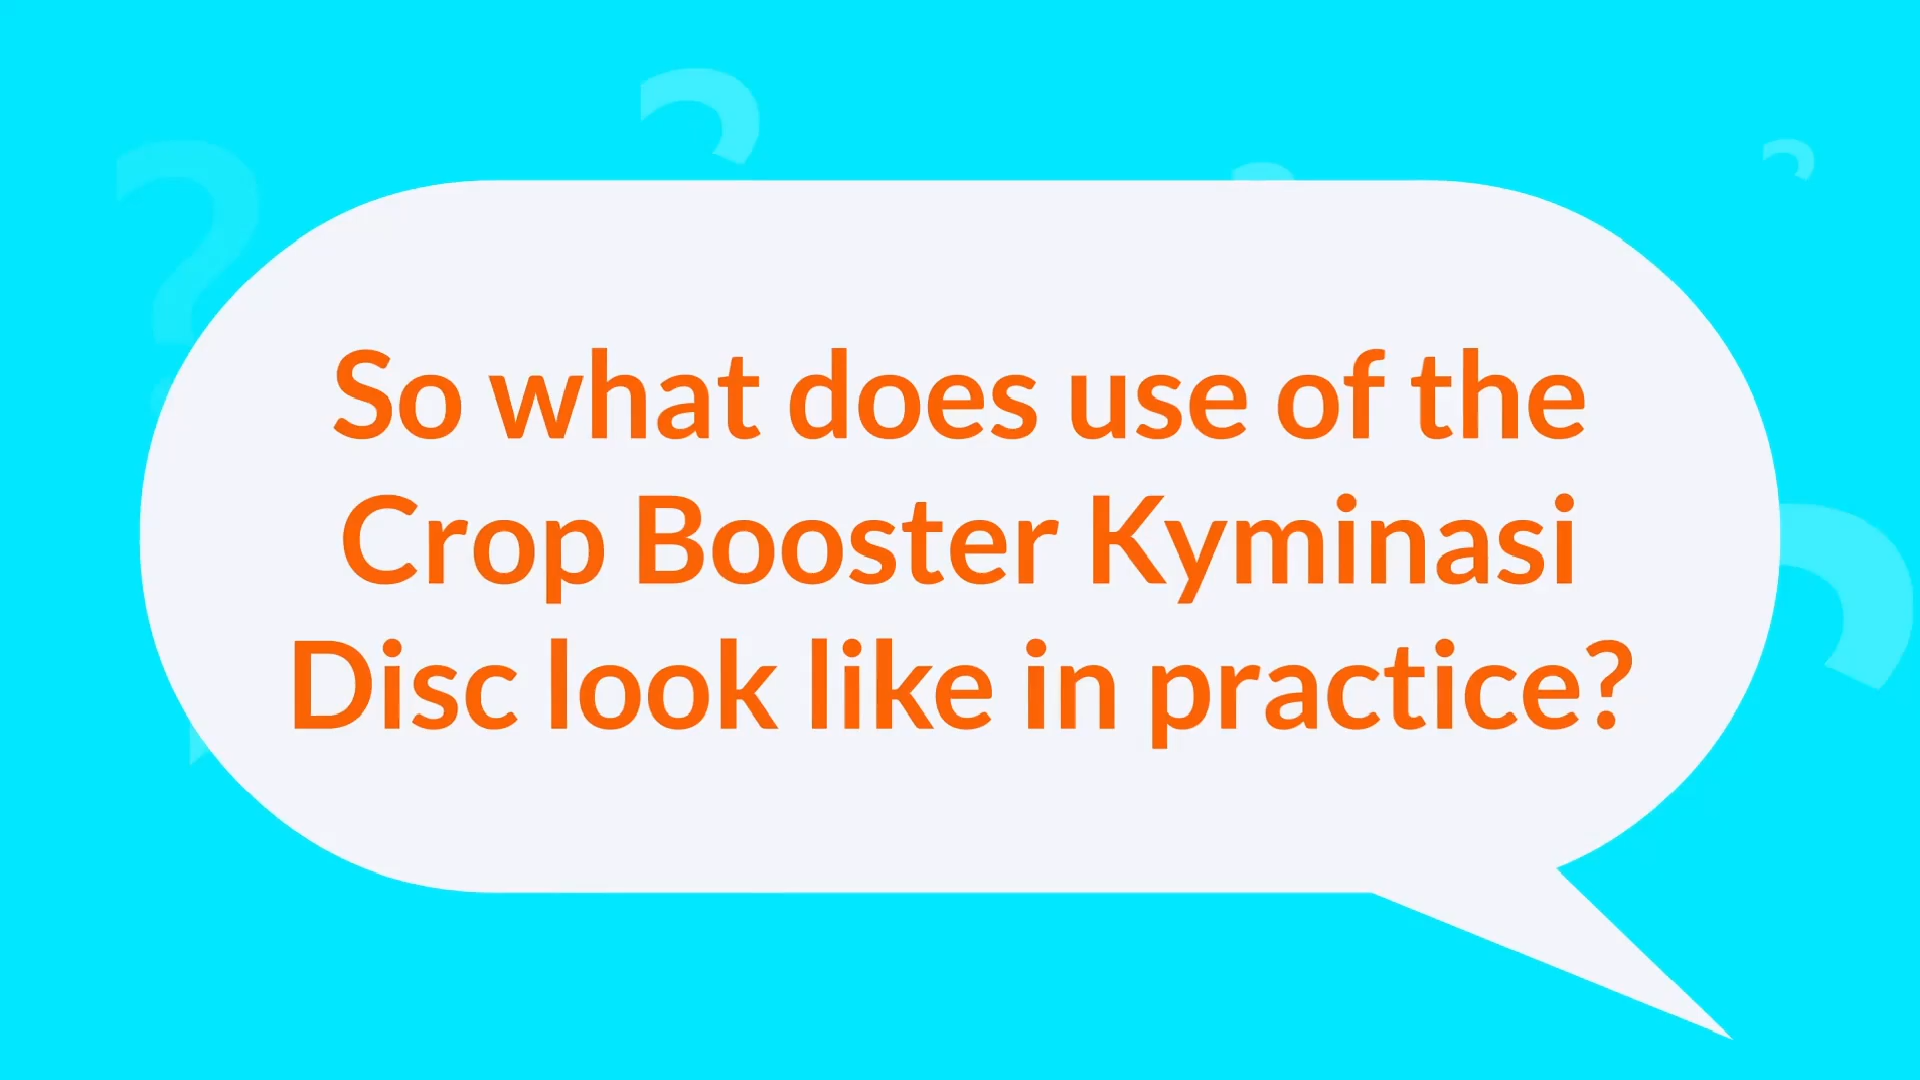 So what does use of the
Crop Booster Kyminasi
Disc look like in practice?